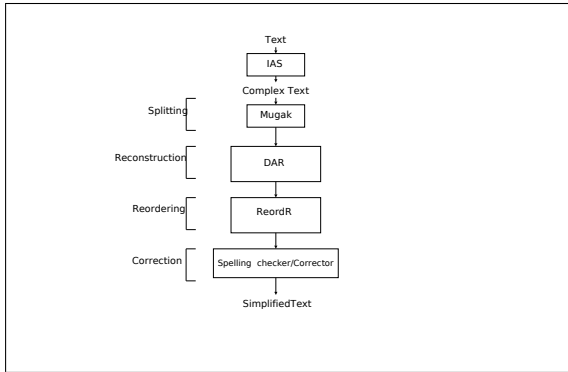 Text
IAS
Complex Text
Splitting
Mugak
Reconstruction
DAR
Reordering
ReordR
Correction
Spelling checker/Corrector
SimplifiedText